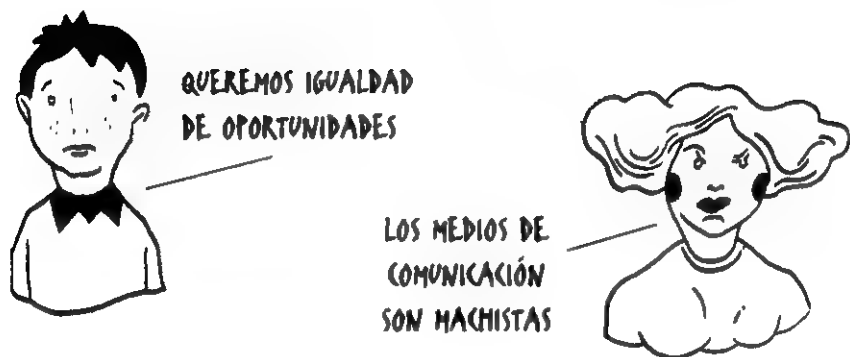 QUEREMOS IGUALDAD
DE OPORTUNIDADES
LOS MEDIOS DE
COMUNICACIÓN
SON MACHISTAS